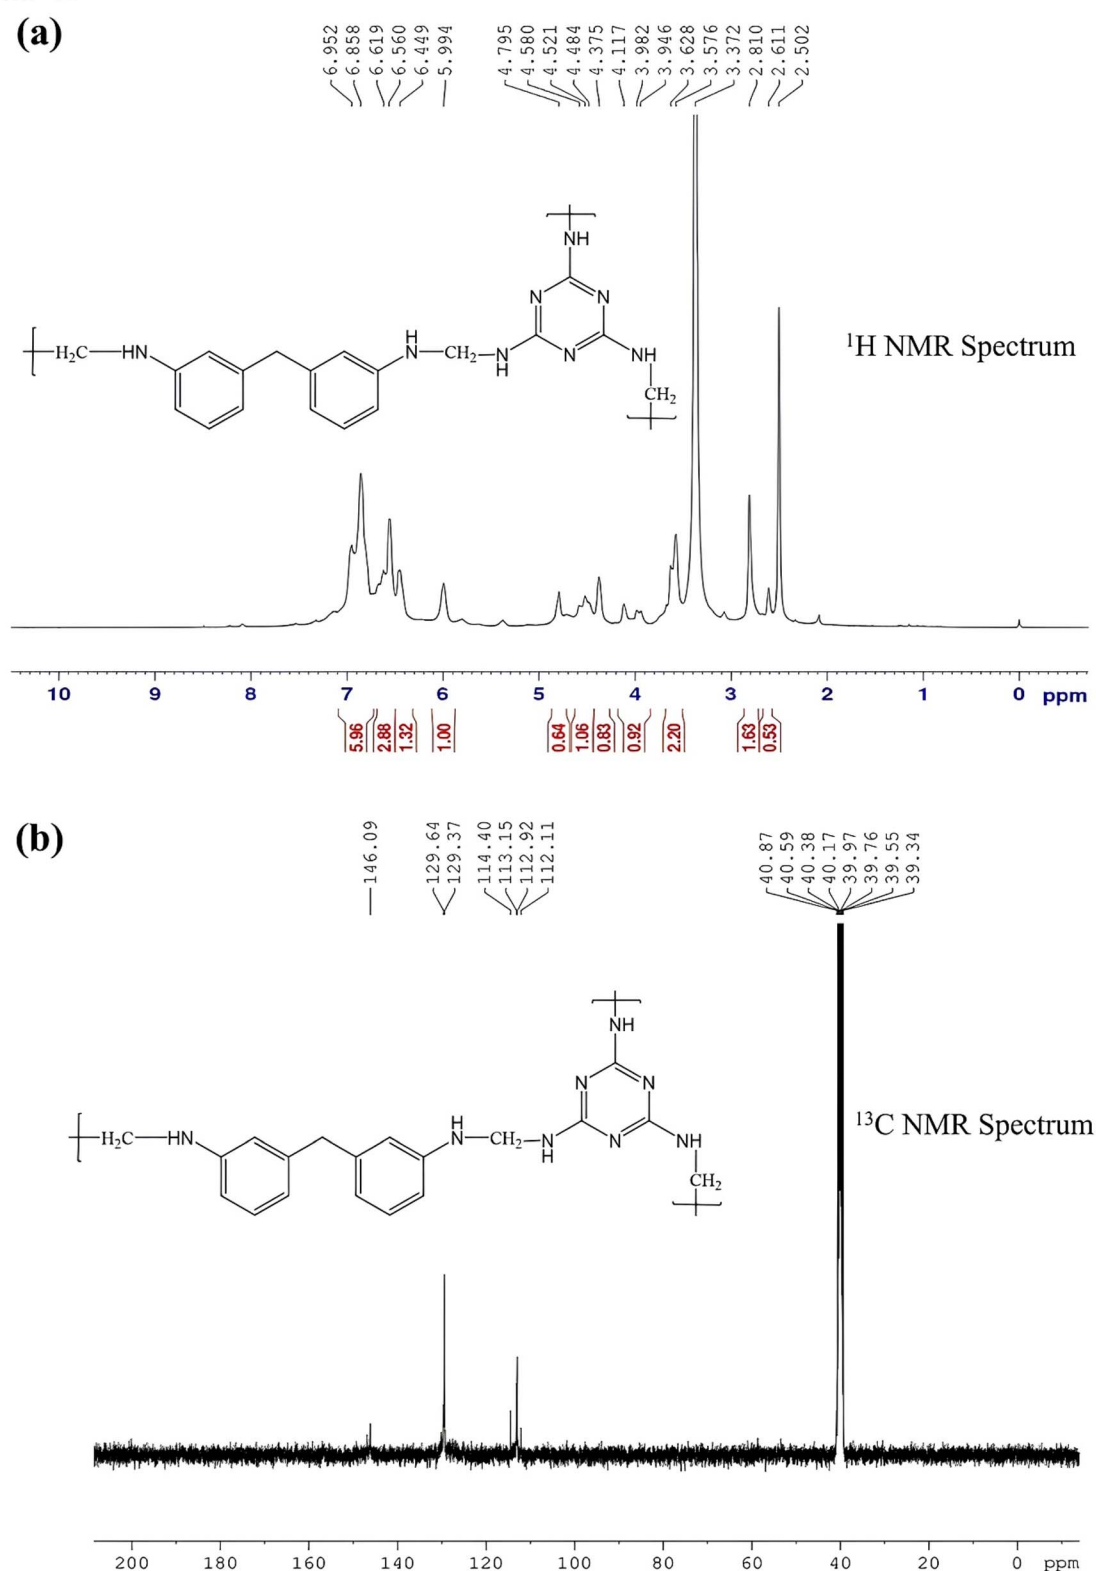 (a)
6.952
6.858
6.619
6.560
6.449
5.994
4.795
4.580
4.521
4.484
4.375
4.117
3.982
3.946
3.628
3.576
3.372
2.810
2.611
2.502
NH
N N
H
H₂C HN N CH₂ NH N NH
H
CH₂
¹H NMR Spectrum
10 9 8 7 6 5 4 3 2 1 0 ppm
5.96
2.88
1.32
1.00
0.64
1.06
0.83
0.92
2.20
1.63
0.53
(b)
146.09
129.64
129.37
114.40
113.15
112.92
112.11
40.87
40.59
40.38
40.17
39.97
39.76
39.55
39.34
NH
N N
H
H₂C HN N CH₂ NH N NH
H
CH₂
¹³C NMR Spectrum
200 180 160 140 120 100 80 60 40 20 0 ppm